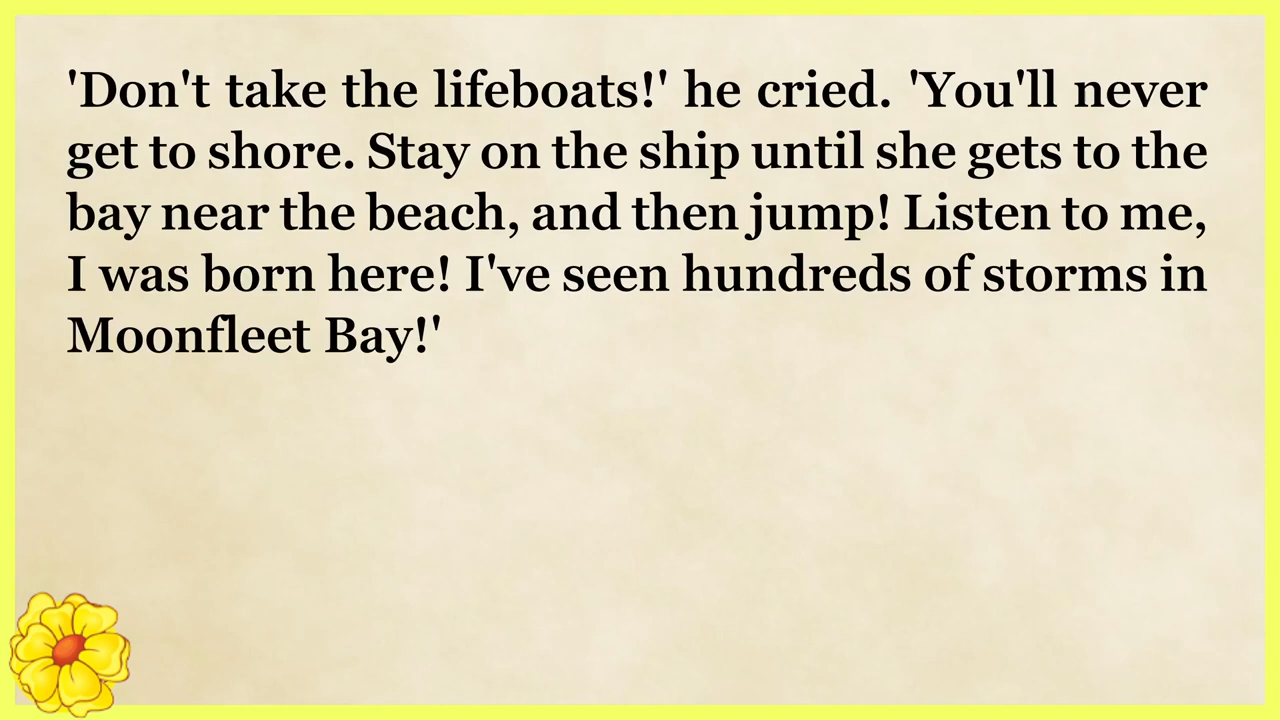 'Don't take the lifeboats!' he cried. 'You'll never
get to shore. Stay on the ship until she gets to the
bay near the beach, and then jump! Listen to me,
I was born here! I've seen hundreds of storms in
Moonfleet Bay!'